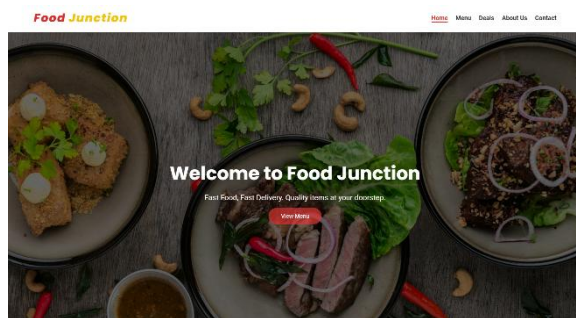 Food Junction
Home Menu Deals About Us Contact
Welcome to Food Junction
Fast Food, Fast Delivery. Quality items at your doorstep.
View Menu